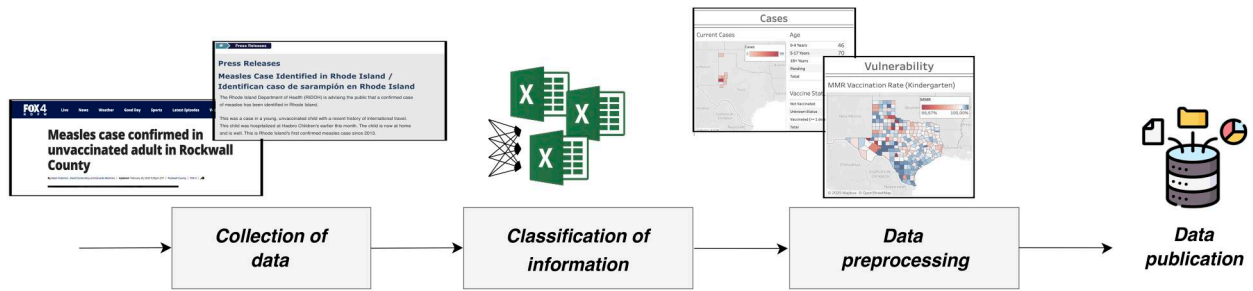 FOX 4
Live News Weather Good Day Sports Latest Episodes
Measles case confirmed in
unvaccinated adult in Rockwall
County
Press Releases
Press Releases
Measles Case Identified in Rhode Island /
Identifican caso de sarampión en Rhode Island
The Rhode Island Department of Health (RIDOH) is advising the public that a confirmed case
of measles has been identified in Rhode Island.
This was a case in a young, unvaccinated child with a recent history of international travel.
This child was hospitalized at Hasbro Children's earlier this month. The child is now at home
and is well. This is Rhode Island's first confirmed measles case since 2013.
X
X
X
Cases
Current Cases
Cases
Age
0-4 Years 46
5-17 Years 70
18+ Years
Pending
Total
Vaccine Stat
Not Vaccinated
Unknown Status
Total
Vulnerability
MMR Vaccination Rate (Kindergarten)
MMR
66,67% 100,00%
© 2025 Mapbox © OpenStreetMap
Collection of
data
Classification of
information
Data
preprocessing
Data
publication